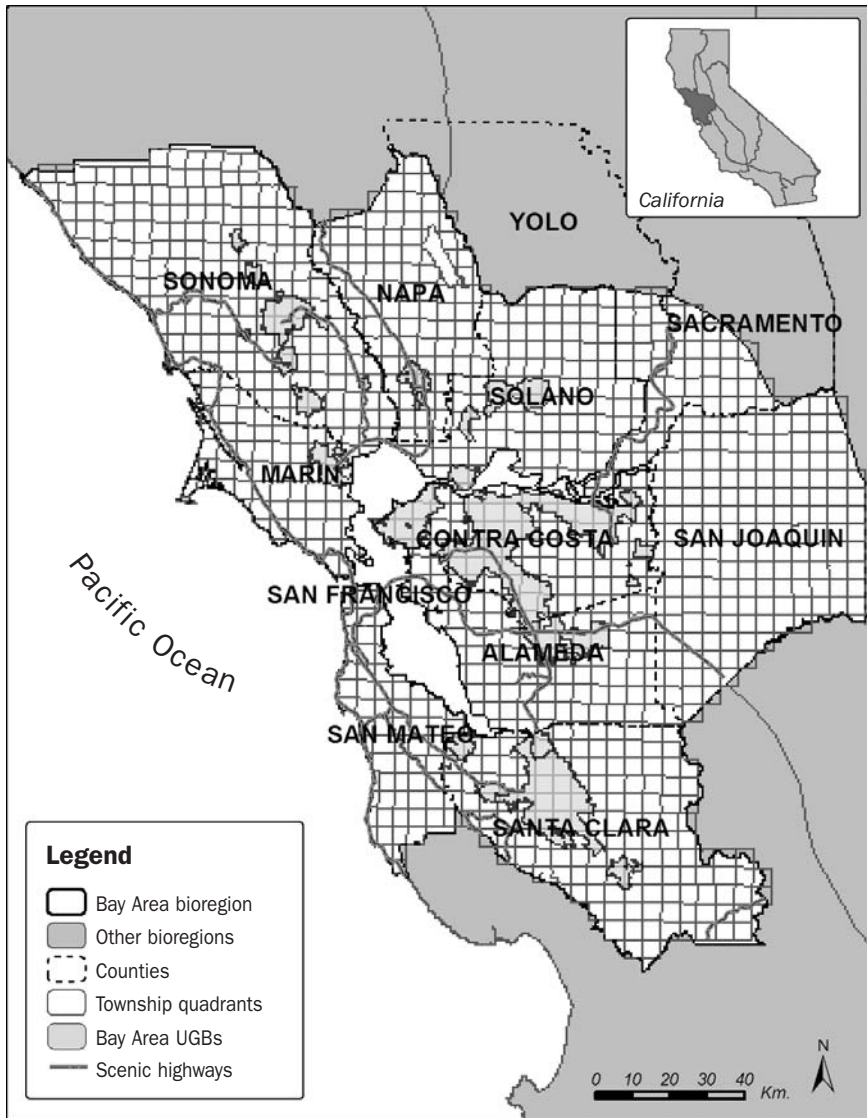 California
YOLO
SONOMA
NAPA
SACRAMENTO
SOLANO
MARIN
CONTRA COSTA
SAN JOAQUIN
SAN FRANCISCO
Pacific Ocean
ALAMEDA
SAN MATEO
SANTA CLARA
Legend
Bay Area bioregion
Other bioregions
Counties
Township quadrants
Bay Area UGBs
Scenic highways
N
0 10 20 30 40 Km.